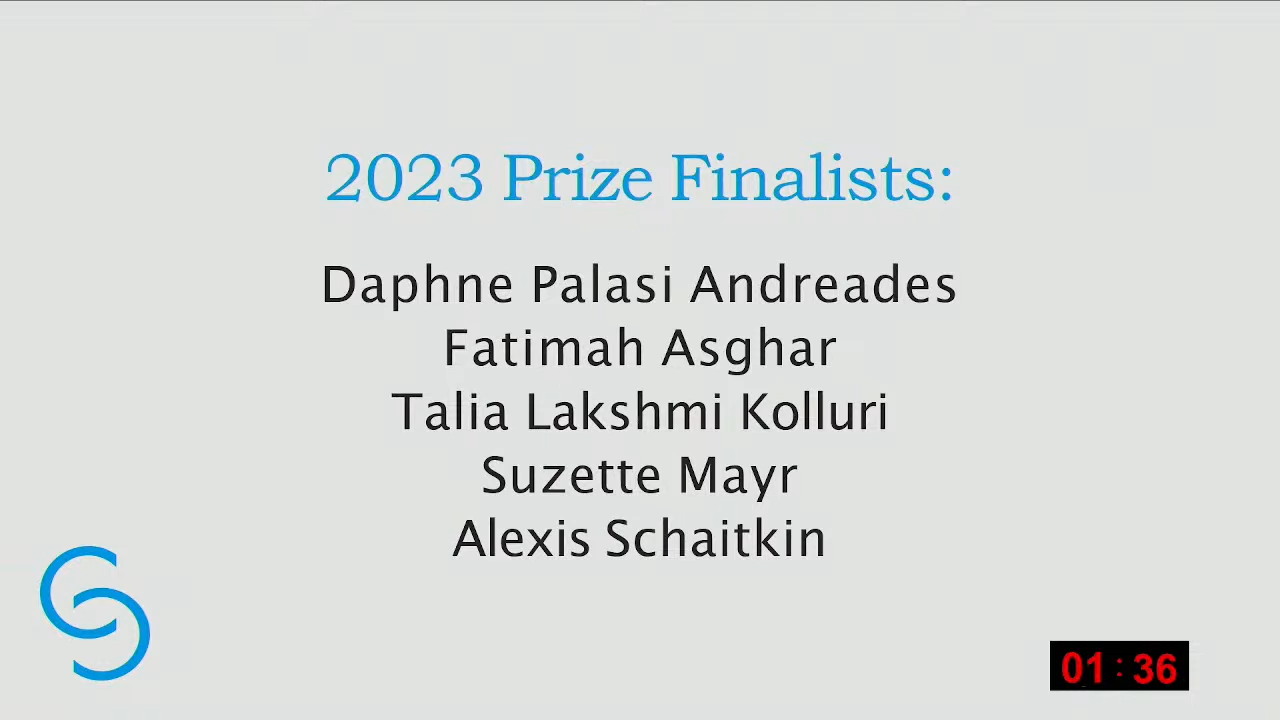 2023 Prize Finalists:
Daphne Palasi Andreades
Fatimah Asghar
Talia Lakshmi Kolluri
Suzette Mayr
Alexis Schaitkin
01:36